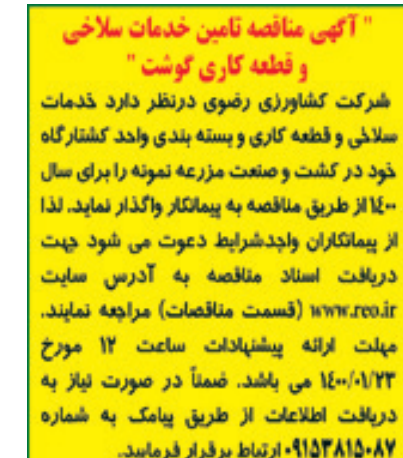 " آگهی مناقصه تامین خدمات سلاخی
و قطعه کاری گوشت "
شرکت کشاورزی رضوی درنظر دارد خدمات
سلاخی و قطعه کاری و بسته بندی واحد کشتارگاه
خود در کشت و صنعت مزرعه نمونه را برای سال
۱۴۰۰ از طریق مناقصه به پیمانکار واگذار نماید. لذا
از پیمانکاران واجدشرایط دعوت می شود جهت
دریافت اسناد مناقصه به آدرس سایت
www.reo.ir (قسمت مناقصات) مراجعه نمایند.
مهلت ارائه پیشنهادات ساعت ۱۲ مورخ
۱۴۰۰/۰۱/۲۳ می باشد. ضمناً در صورت نیاز به
دریافت اطلاعات از طریق پیامک به شماره
۰۹۱۵۳۸۱۵۰۸۷ ارتباط برقرار فرمایید.